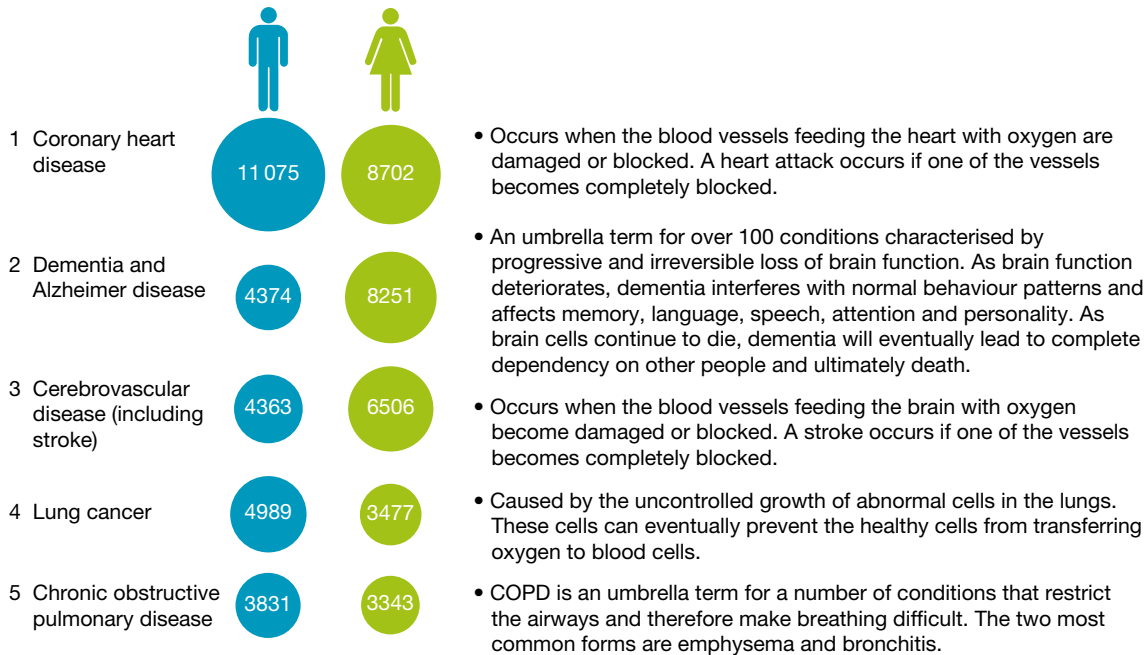 1 Coronary heart
disease
11 075
8702
• Occurs when the blood vessels feeding the heart with oxygen are
damaged or blocked. A heart attack occurs if one of the vessels
becomes completely blocked.
2 Dementia and
Alzheimer disease
4374
8251
• An umbrella term for over 100 conditions characterised by
progressive and irreversible loss of brain function. As brain function
deteriorates, dementia interferes with normal behaviour patterns and
affects memory, language, speech, attention and personality. As
brain cells continue to die, dementia will eventually lead to complete
dependency on other people and ultimately death.
3 Cerebrovascular
disease (including
stroke)
4363
6506
• Occurs when the blood vessels feeding the brain with oxygen
become damaged or blocked. A stroke occurs if one of the vessels
becomes completely blocked.
4 Lung cancer
4989
3477
• Caused by the uncontrolled growth of abnormal cells in the lungs.
These cells can eventually prevent the healthy cells from transferring
oxygen to blood cells.
5 Chronic obstructive
pulmonary disease
3831
3343
• COPD is an umbrella term for a number of conditions that restrict
the airways and therefore make breathing difficult. The two most
common forms are emphysema and bronchitis.